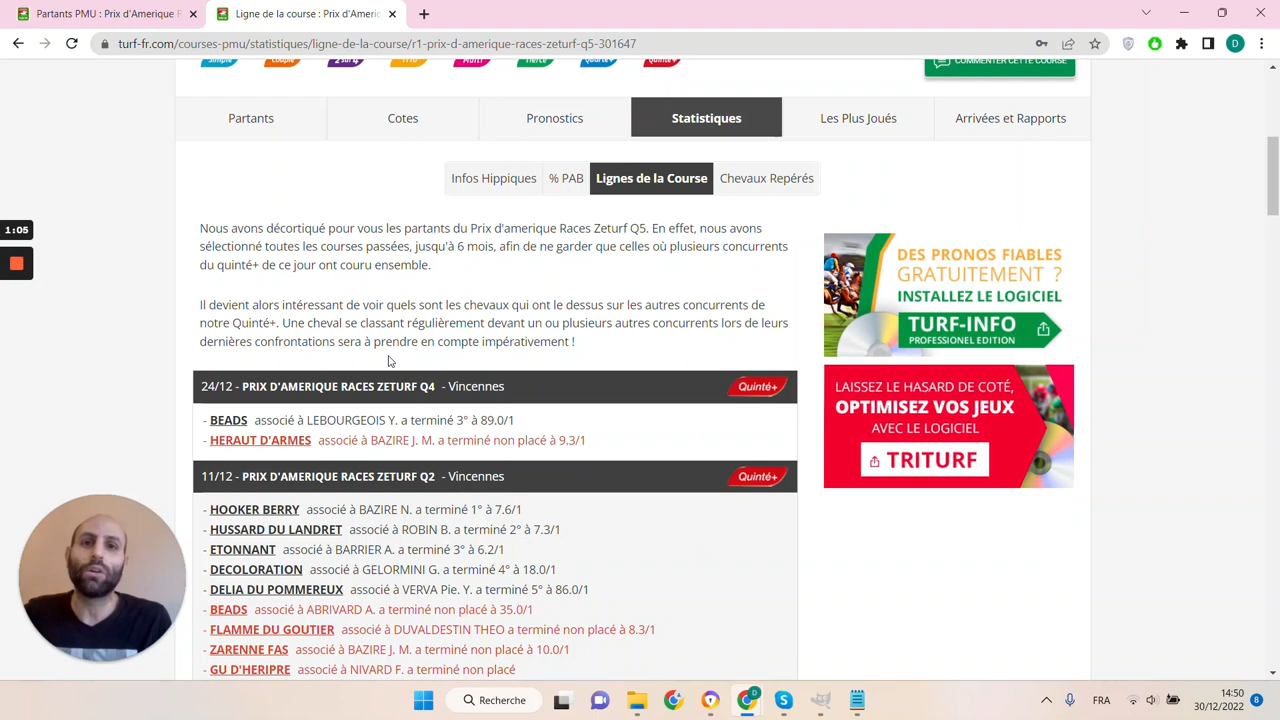 Partants PMU : Prix d'Amerique R
Ligne de la course : Prix d'Ameri
turf-fr.com/courses-pmu/statistiques/ligne-de-la-course/r1-prix-d-amerique-races-zeturf-q5-301647
D
Simple
Couplé
2 sur 4
Trio
Multi
Tiercé
Quarté+
Quinté+
COMMENTER CETTE COURSE
Partants
Cotes
Pronostics
Statistiques
Les Plus Joués
Arrivées et Rapports
Infos Hippiques
% PAB
Lignes de la Course
Chevaux Repérés
1:05
Nous avons décortiqué pour vous les partants du Prix d'amerique Races Zeturf Q5. En effet, nous avons
sélectionné toutes les courses passées, jusqu'à 6 mois, afin de ne garder que celles où plusieurs concurrents
du quinté+ de ce jour ont couru ensemble.
Il devient alors intéressant de voir quels sont les chevaux qui ont le dessus sur les autres concurrents de
notre Quinté+. Une cheval se classant régulièrement devant un ou plusieurs autres concurrents lors de leurs
dernières confrontations sera à prendre en compte impérativement !
DES PRONOS FIABLES
GRATUITEMENT ?
INSTALLEZ LE LOGICIEL
TURF-INFO
PROFESSIONEL EDITION
LAISSEZ LE HASARD DE COTÉ,
OPTIMISEZ VOS JEUX
AVEC LE LOGICIEL
TRITURF
24/12 - PRIX D'AMERIQUE RACES ZETURF Q4 - Vincennes
Quinté+
- BEADS associé à LEBOURGEOIS Y. a terminé 3° à 89.0/1
- HERAUT D'ARMES associé à BAZIRE J. M. a terminé non placé à 9.3/1
11/12 - PRIX D'AMERIQUE RACES ZETURF Q2 - Vincennes
Quinté+
- HOOKER BERRY associé à BAZIRE N. a terminé 1° à 7.6/1
- HUSSARD DU LANDRET associé à ROBIN B. a terminé 2° à 7.3/1
- ETONNANT associé à BARRIER A. a terminé 3° à 6.2/1
- DECOLORATION associé à GELORMINI G. a terminé 4° à 18.0/1
- DELIA DU POMMEREUX associé à VERVA Pie. Y. a terminé 5° à 86.0/1
- BEADS associé à ABRIVARD A. a terminé non placé à 35.0/1
- FLAMME DU GOUTIER associé à DUVALDESTIN THEO a terminé non placé à 8.3/1
- ZARENNE FAS associé à BAZIRE J. M. a terminé non placé à 10.0/1
- GU D'HERIPRE associé à NIVARD F. a terminé non placé
Recherche
D
FRA
14:50
30/12/2022
8